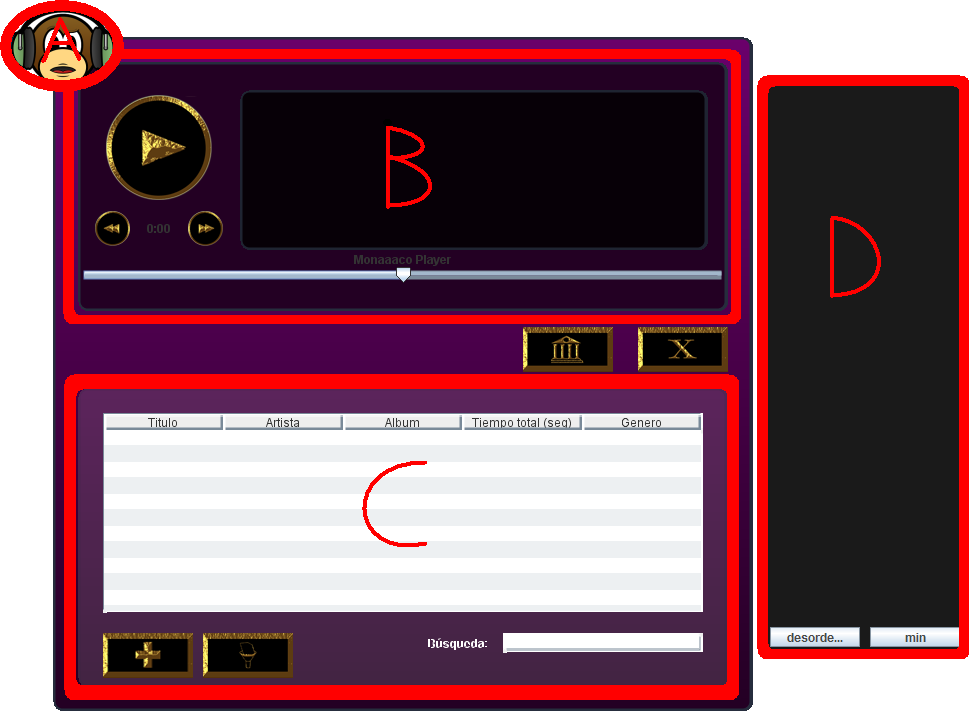 A
B
0:00
Monaaaco Player
X
Titulo Artista Album Tiempo total (seg) Genero
C
Búsqueda:
D
desorde... min